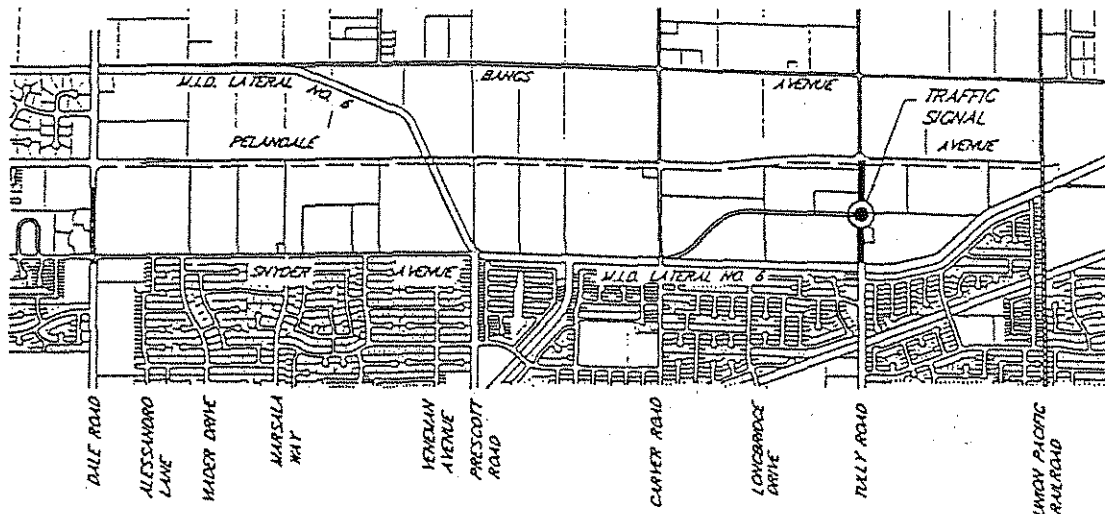 M.I.D. LATERAL
NO. 6
BANGS
AVENUE
TRAFFIC
SIGNAL
PELANDALE
AVENUE
SNYDER
AVENUE
M.I.D. LATERAL NO. 6
DALE ROAD
ALESSANDRO
LANE
WADER DRIVE
MARSALA
WAY
VENEMAN
AVENUE
PRESCOTT
ROAD
CARVER ROAD
LONGBRIDGE
DRIVE
TULLY ROAD
UNION PACIFIC
RAILROAD